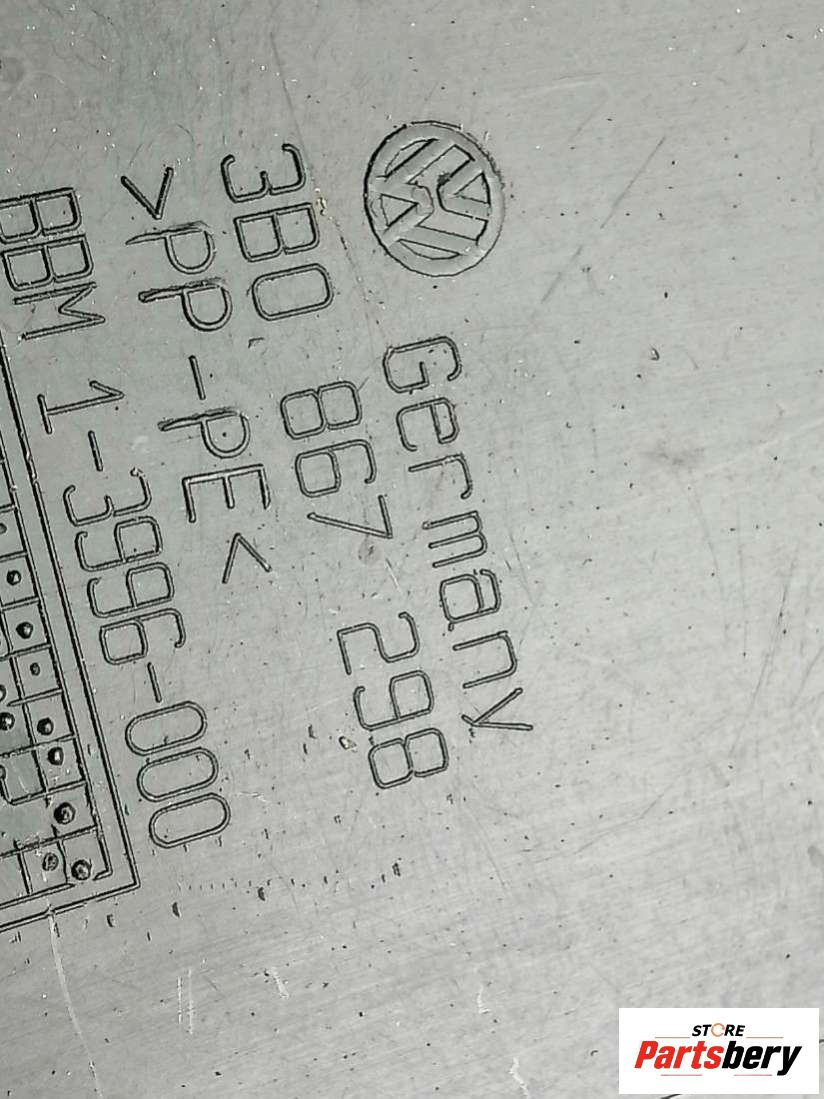 Germany
3B0 867 298
>PP-PE<
BBM 1-3996-000
STORE
Partsbery